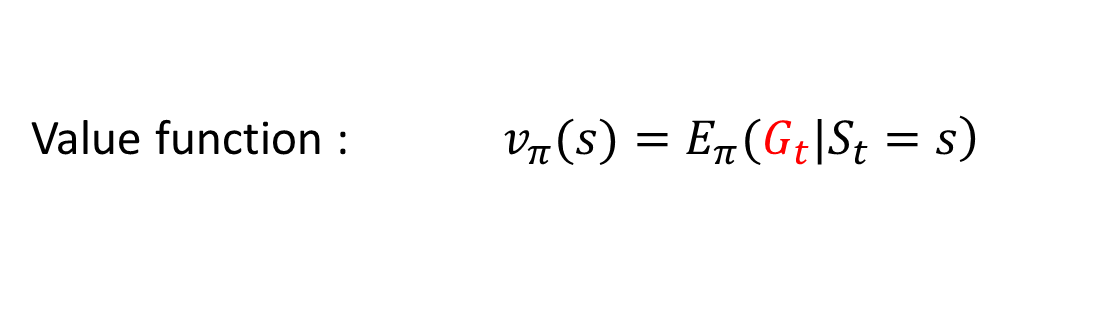 Value function : 𝑣𝜋(𝑠) = 𝐸𝜋(𝐺𝑡|𝑆𝑡 = 𝑠)